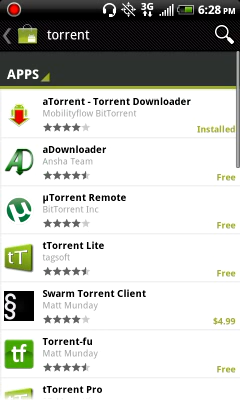 3G 6:28 PM
torrent
APPS
aTorrent - Torrent Downloader
Mobilityflow BitTorrent
Installed
aDownloader
Ansha Team
Free
µTorrent Remote
BitTorrent Inc
Free
tTorrent Lite
tagsoft
Free
Swarm Torrent Client
Matt Munday
$4.99
Torrent-fu
Matt Munday
Free
tTorrent Pro